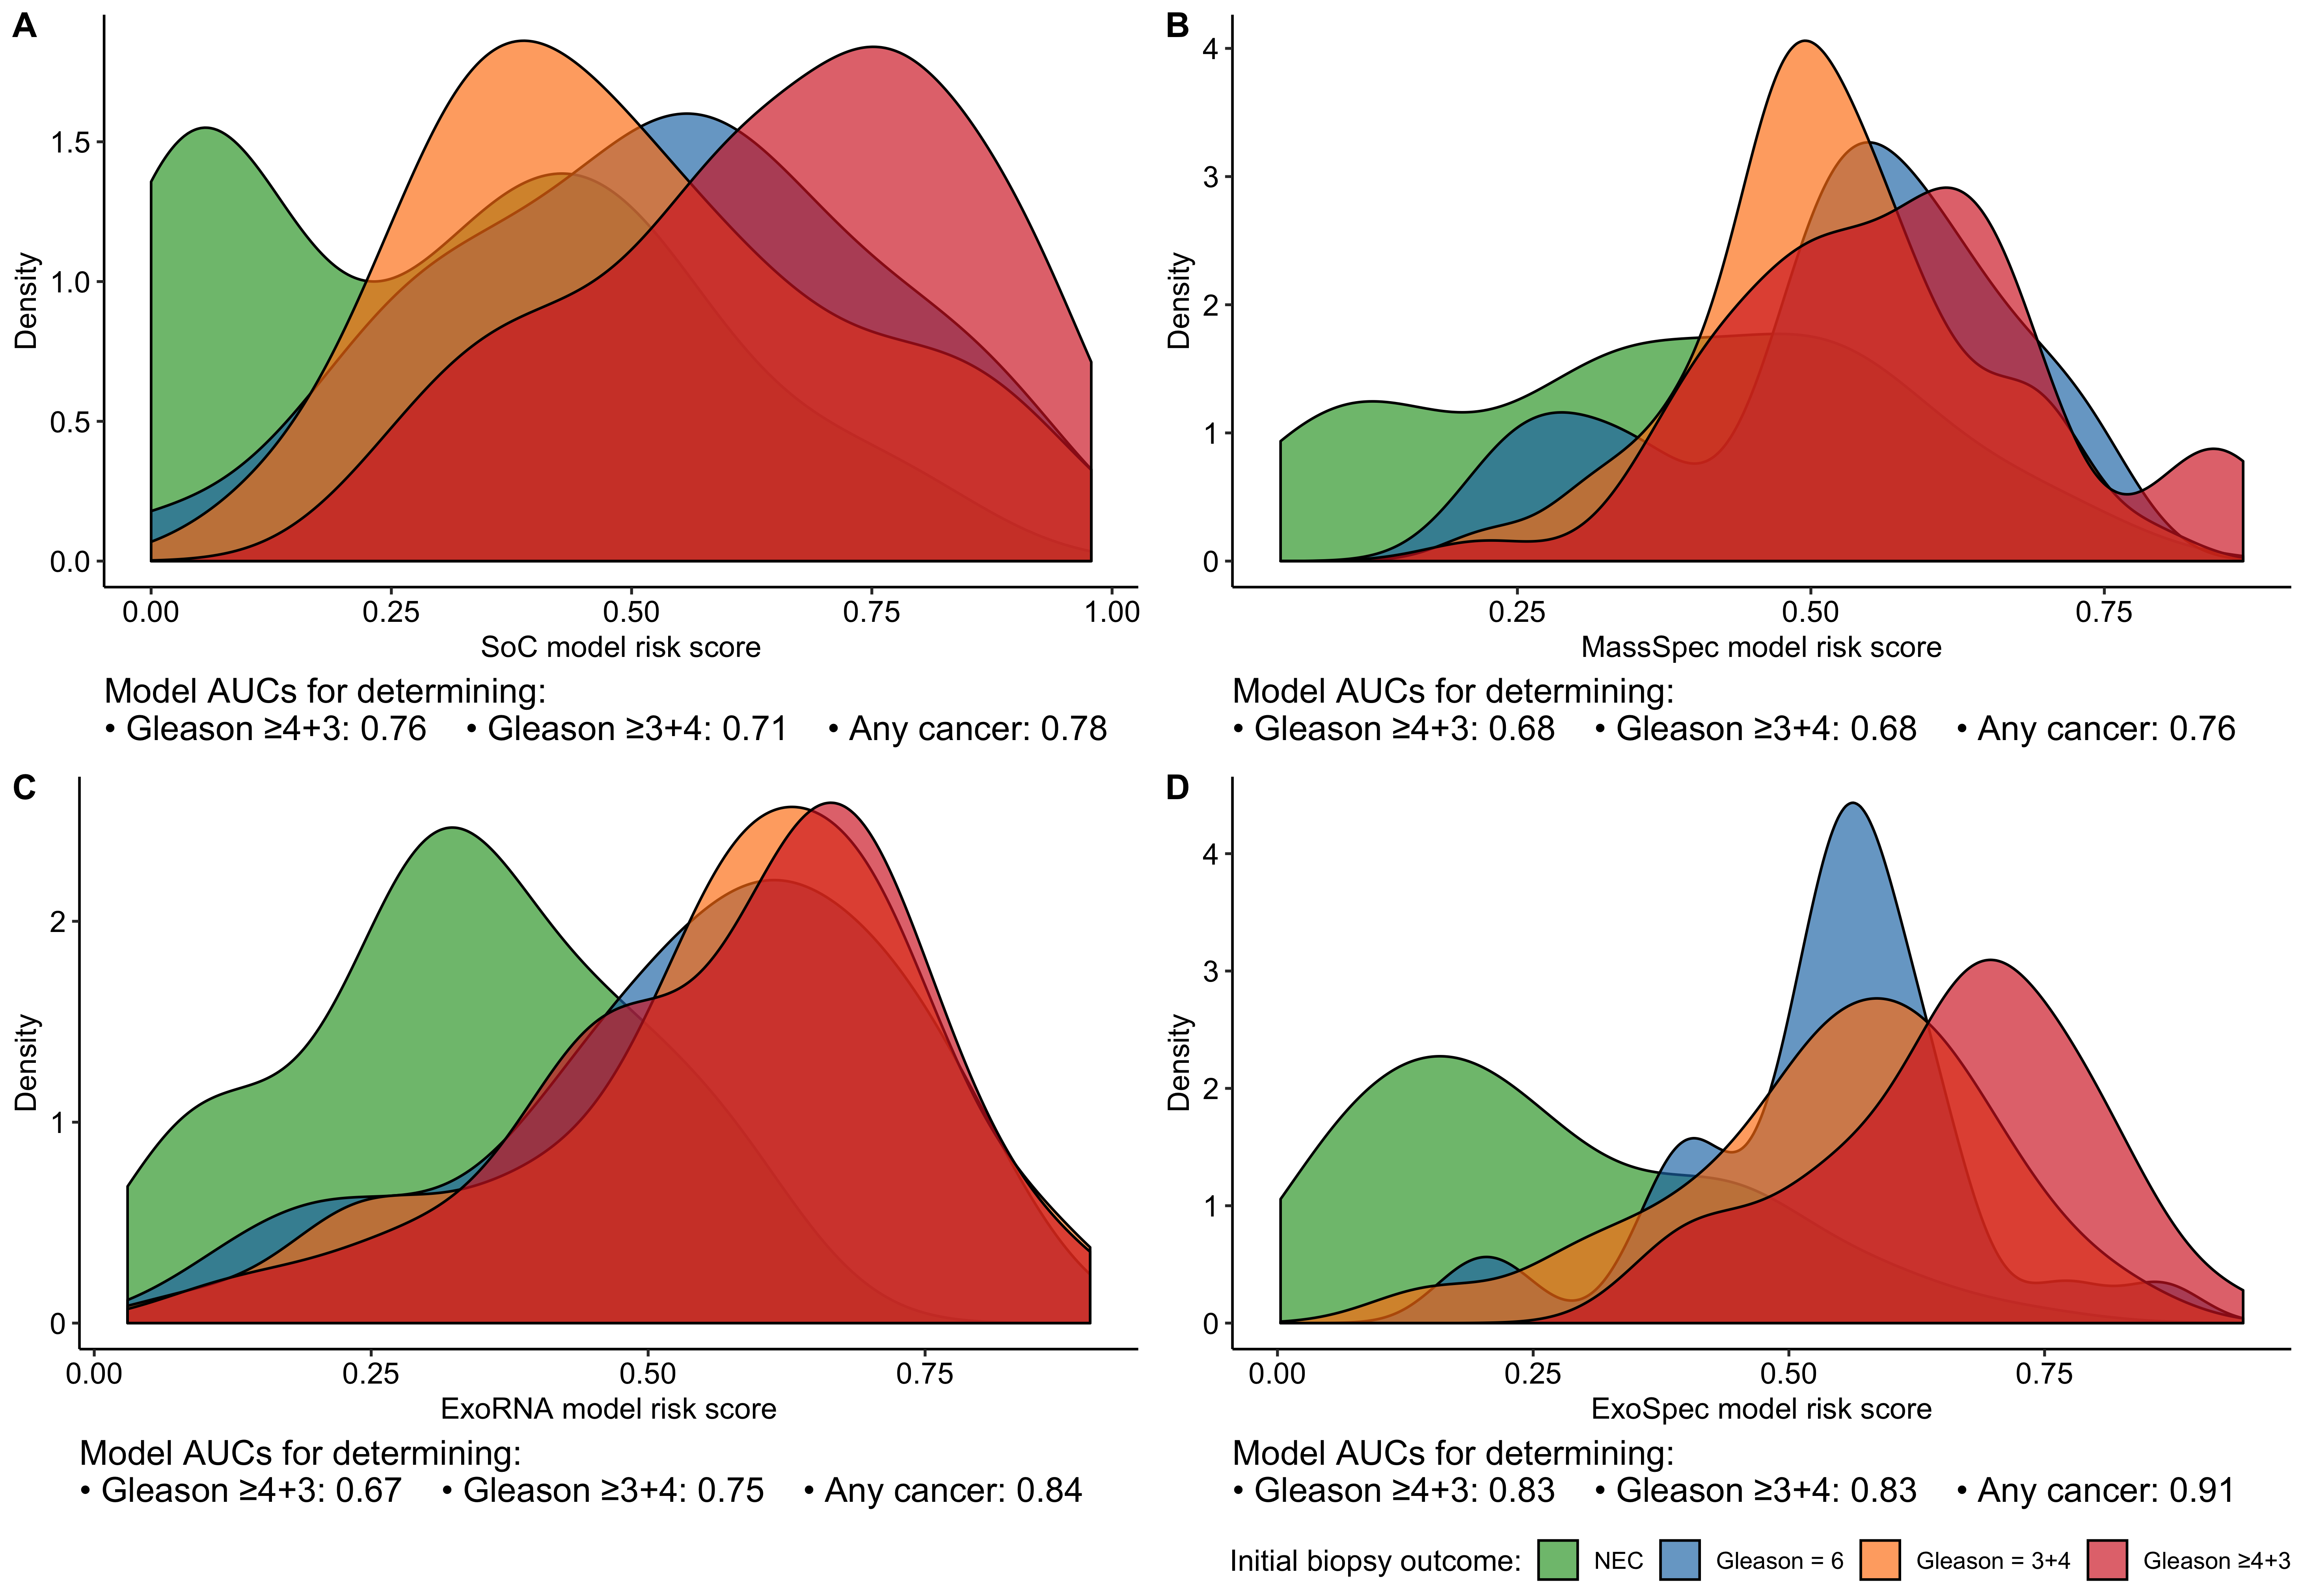 A
Density
1.5
1.0
0.5
0.0
0.00 0.25 0.50 0.75 1.00
SoC model risk score
Model AUCs for determining:
• Gleason ≥4+3: 0.76 • Gleason ≥3+4: 0.71 • Any cancer: 0.78
B
Density
4
3
2
1
0
0.25 0.50 0.75
MassSpec model risk score
Model AUCs for determining:
• Gleason ≥4+3: 0.68 • Gleason ≥3+4: 0.68 • Any cancer: 0.76
C
Density
2
1
0
0.00 0.25 0.50 0.75
ExoRNA model risk score
Model AUCs for determining:
• Gleason ≥4+3: 0.67 • Gleason ≥3+4: 0.75 • Any cancer: 0.84
D
Density
4
3
2
1
0
0.00 0.25 0.50 0.75
ExoSpec model risk score
Model AUCs for determining:
• Gleason ≥4+3: 0.83 • Gleason ≥3+4: 0.83 • Any cancer: 0.91
Initial biopsy outcome: NEC Gleason = 6 Gleason = 3+4 Gleason ≥4+3